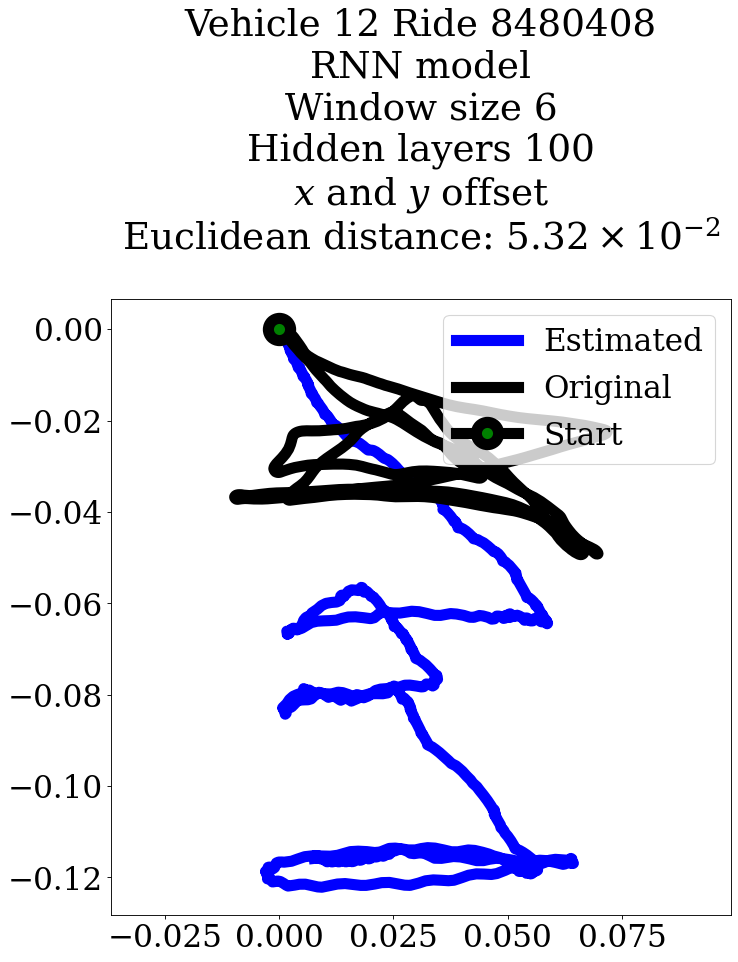 Vehicle 12 Ride 8480408
RNN model
Window size 6
Hidden layers 100
x and y offset
Euclidean distance: 5.32 × 10⁻²
Estimated
Original
Start
0.00
−0.02
−0.04
−0.06
−0.08
−0.10
−0.12
−0.025 0.000 0.025 0.050 0.075